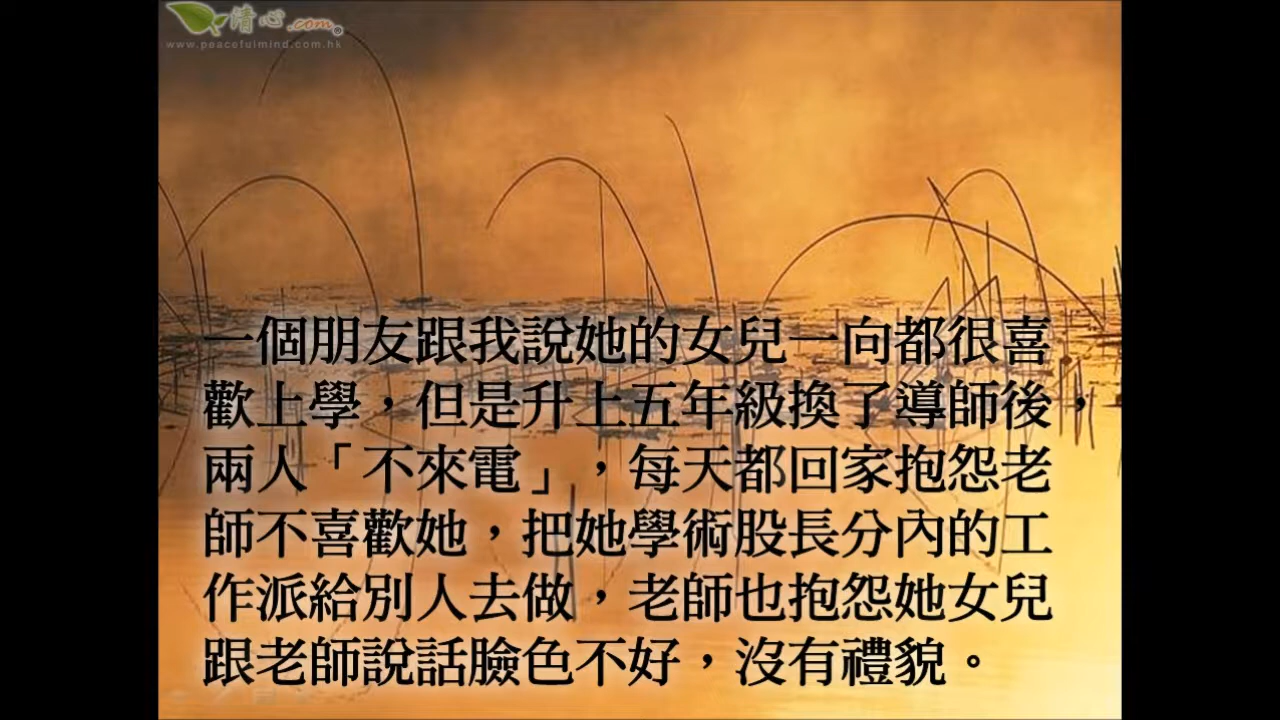 清心.com
www.peacefulmind.com.hk
一個朋友跟我說她的女兒一向都很喜
歡上學，但是升上五年級換了導師後，
兩人「不來電」，每天都回家抱怨老
師不喜歡她，把她學術股長分內的工
作派給別人去做，老師也抱怨她女兒
跟老師說話臉色不好，沒有禮貌。